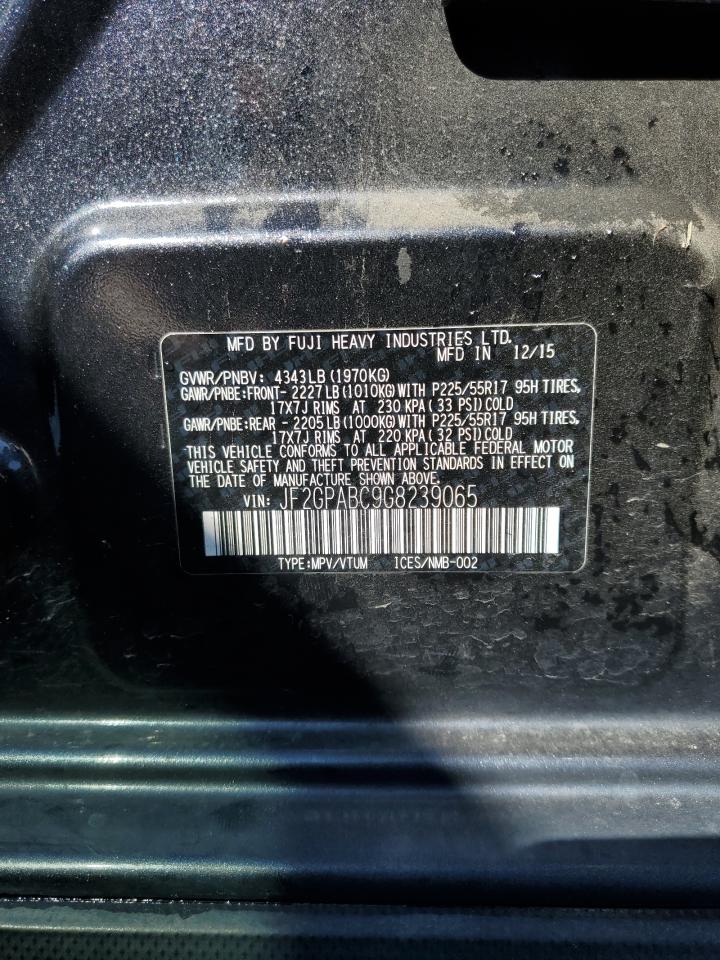 MFD BY FUJI HEAVY INDUSTRIES LTD.
MFD IN 12/15
GVWR/PNBV: 4343LB (1970KG)
GAWR/PNBE:FRONT- 2227LB (1010KG) WITH P225/55R17 95H TIRES,
17X7J RIMS AT 230 KPA (33 PSI) COLD
GAWR/PNBE:REAR - 2205LB (1000KG) WITH P225/55R17 95H TIRES,
17X7J RIMS AT 220 KPA (32 PSI) COLD
THIS VEHICLE CONFORMS TO ALL APPLICABLE FEDERAL MOTOR
VEHICLE SAFETY AND THEFT PREVENTION STANDARDS IN EFFECT ON
THE DATE OF MANUFACTURE SHOWN ABOVE.
VIN: JF2GPABC9G8239065
TYPE:MPV/VTUM ICES/NMB-002